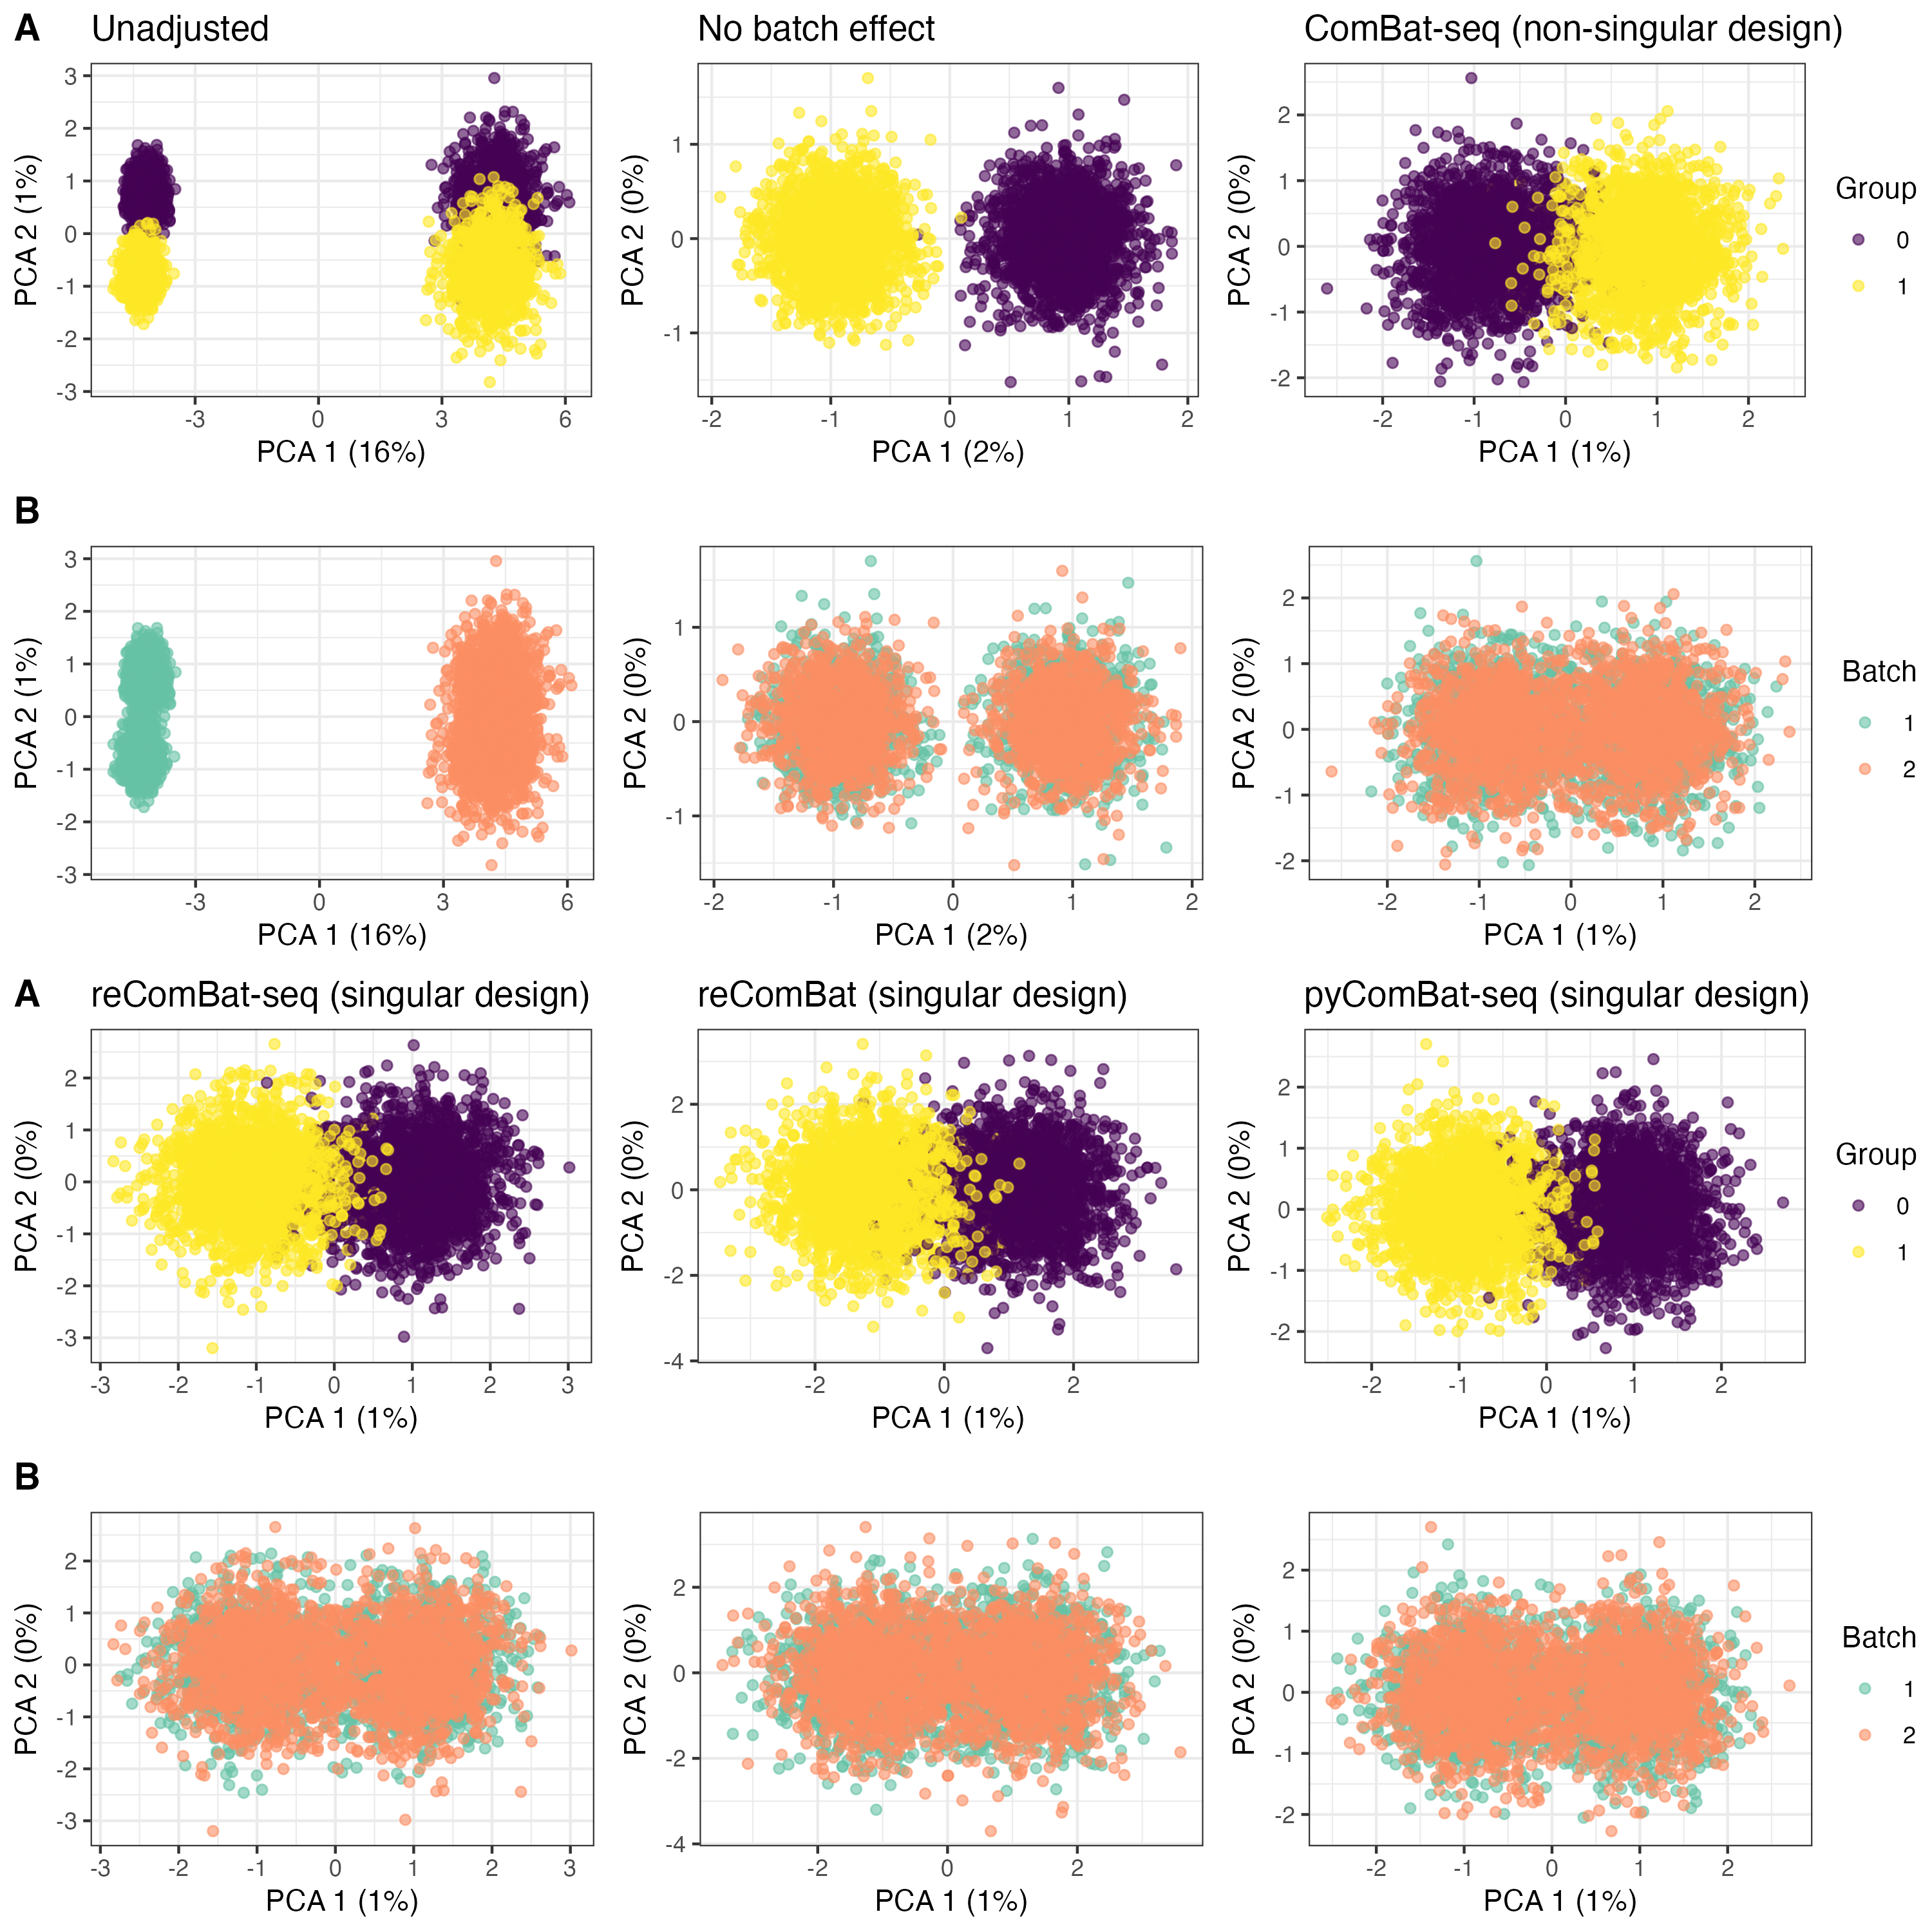 A Unadjusted No batch effect ComBat-seq (non-singular design)
3
2
1
0
-1
-2
-3
PCA 2 (1%)
-3 0 3 6
PCA 1 (16%)
1
0
-1
PCA 2 (0%)
-2 -1 0 1 2
PCA 1 (2%)
2
1
0
-1
-2
PCA 2 (0%)
-2 -1 0 1 2
PCA 1 (1%)
Group
0
1
B
3
2
1
0
-1
-2
-3
PCA 2 (1%)
-3 0 3 6
PCA 1 (16%)
1
0
-1
PCA 2 (0%)
-2 -1 0 1 2
PCA 1 (2%)
2
1
0
-1
-2
PCA 2 (0%)
-2 -1 0 1 2
PCA 1 (1%)
Batch
1
2
A reComBat-seq (singular design) reComBat (singular design) pyComBat-seq (singular design)
2
1
0
-1
-2
-3
PCA 2 (0%)
-3 -2 -1 0 1 2 3
PCA 1 (1%)
2
0
-2
-4
PCA 2 (0%)
-2 0 2
PCA 1 (1%)
2
1
0
-1
-2
PCA 2 (0%)
-2 -1 0 1 2
PCA 1 (1%)
Group
0
1
B
2
1
0
-1
-2
-3
PCA 2 (0%)
-3 -2 -1 0 1 2 3
PCA 1 (1%)
2
0
-2
-4
PCA 2 (0%)
-2 0 2
PCA 1 (1%)
2
1
0
-1
-2
PCA 2 (0%)
-2 -1 0 1 2
PCA 1 (1%)
Batch
1
2